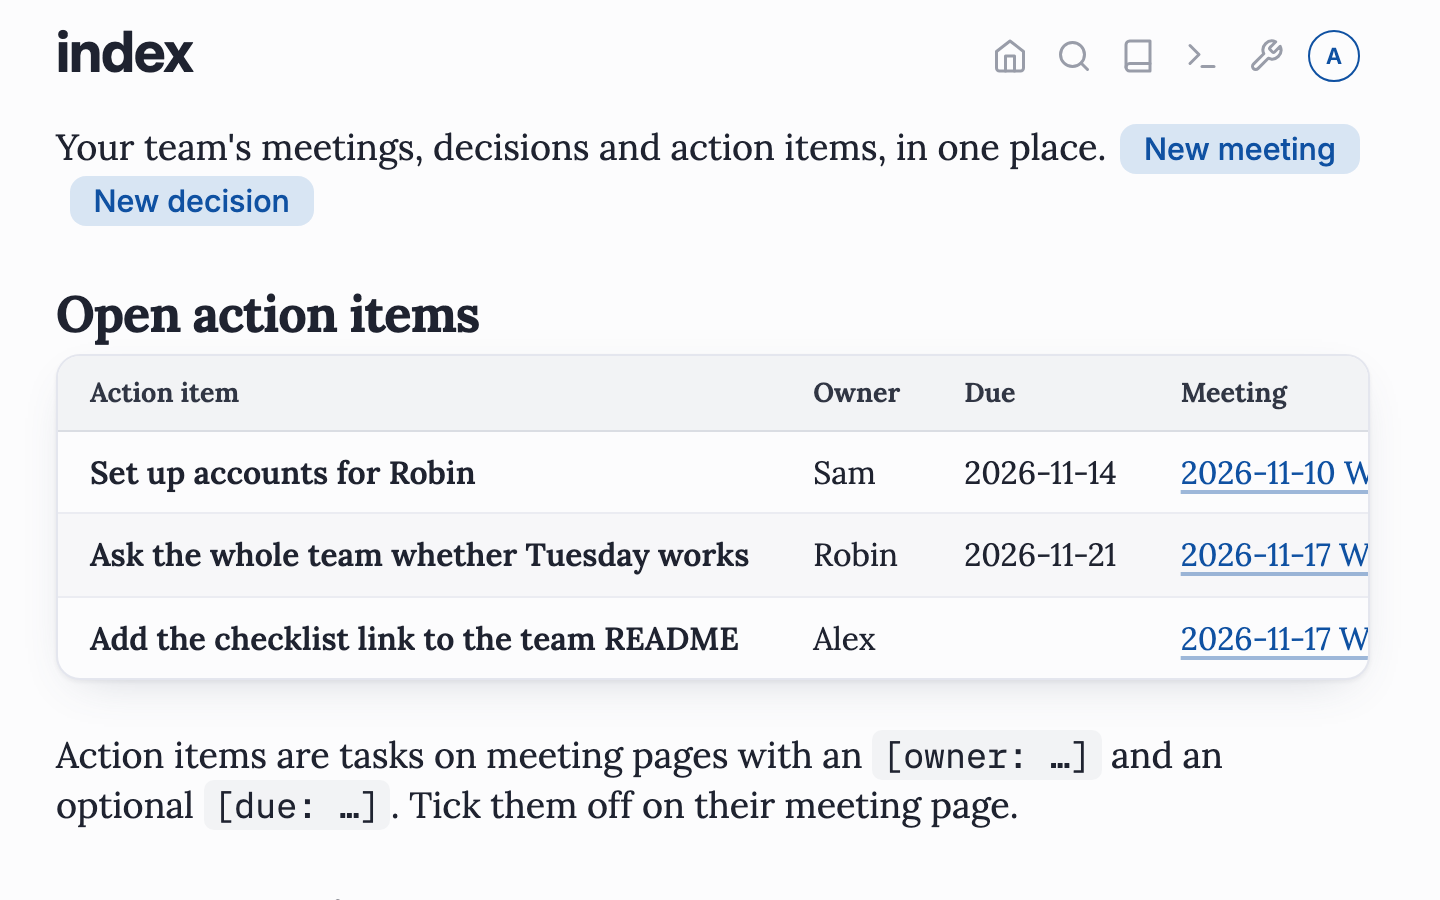 index
A
Your team's meetings, decisions and action items, in one place. New meeting
New decision
Open action items
Action item Owner Due Meeting
Set up accounts for Robin Sam 2026-11-14 2026-11-10 W
Ask the whole team whether Tuesday works Robin 2026-11-21 2026-11-17 W
Add the checklist link to the team README Alex 2026-11-17 W
Action items are tasks on meeting pages with an [owner: …] and an
optional [due: …]. Tick them off on their meeting page.